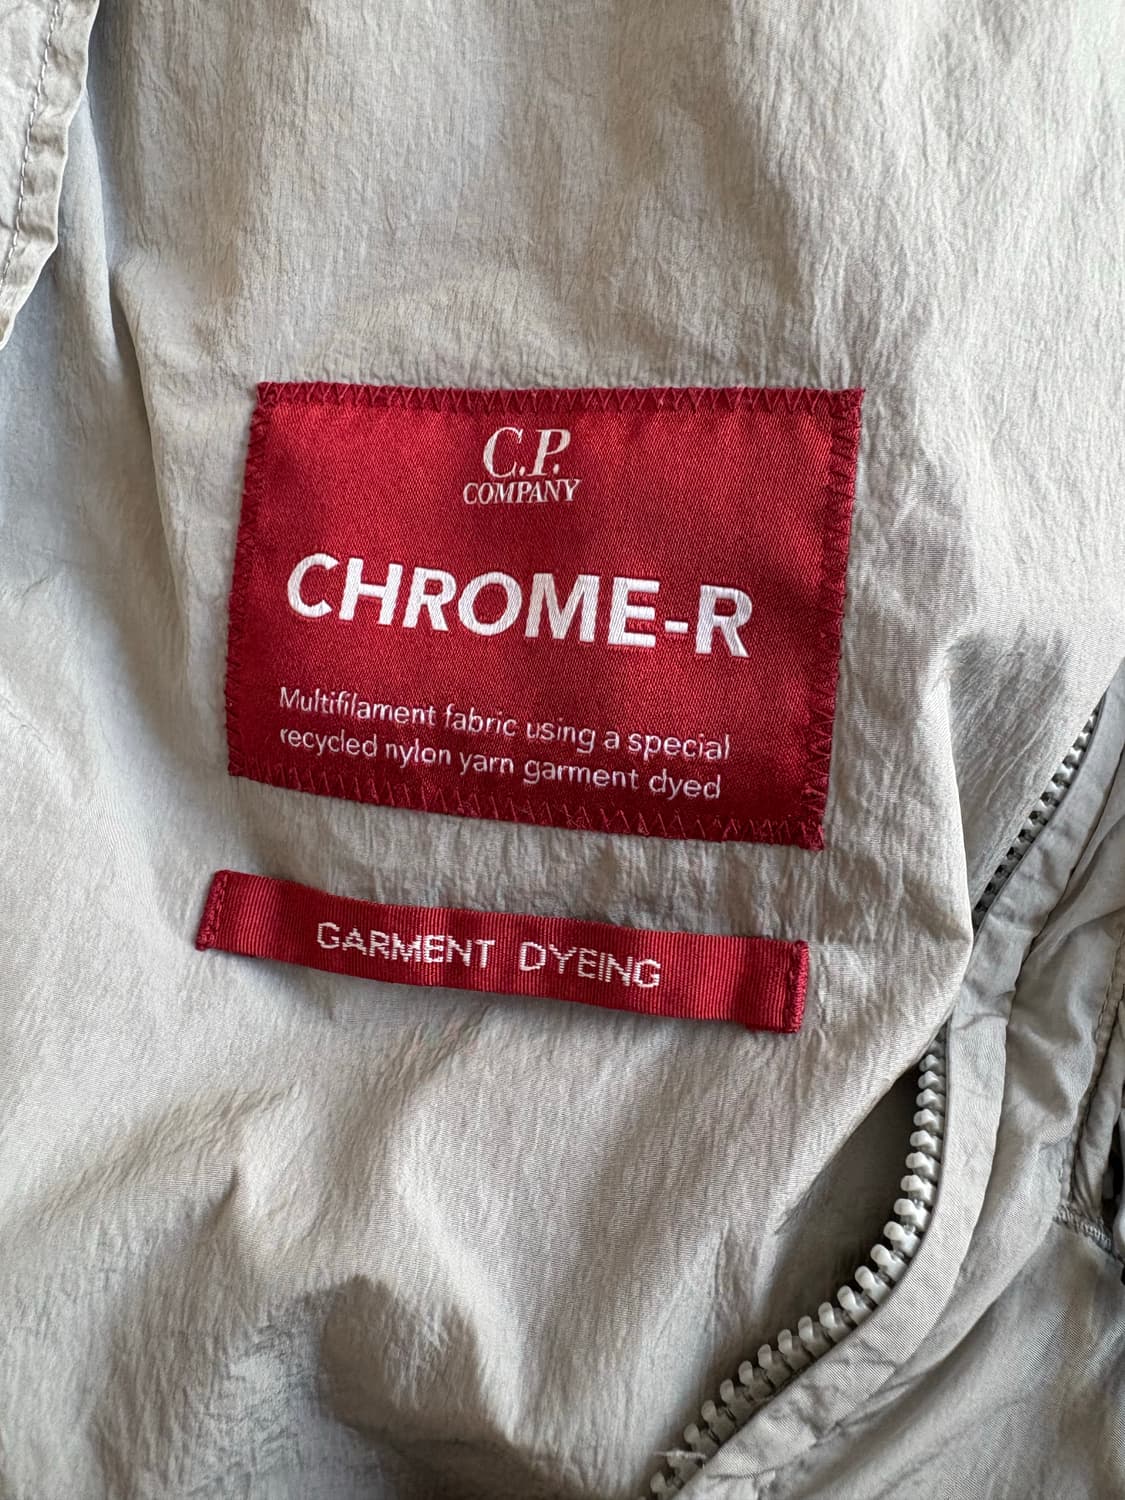 C.P.
COMPANY
CHROME-R
Multifilament fabric using a special
recycled nylon yarn garment dyed
GARMENT DYEING